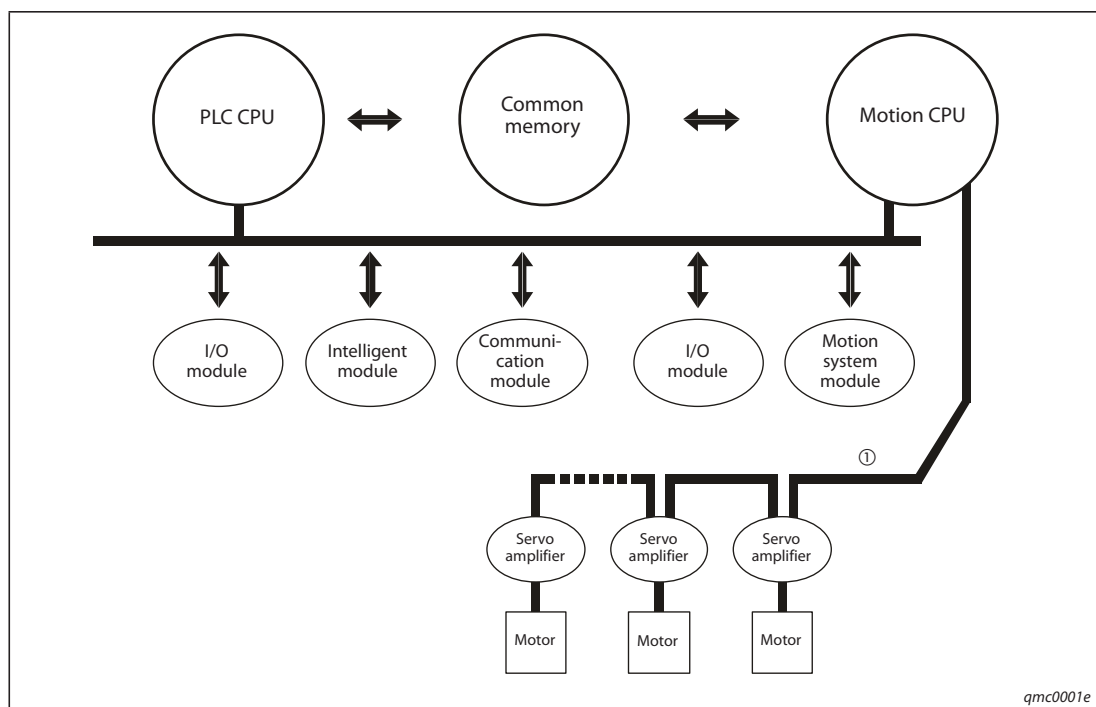 PLC CPU
Common
memory
Motion CPU
I/O
module
Intelligent
module
Communi-
cation
module
I/O
module
Motion
system
module
①
Servo
amplifier
Servo
amplifier
Servo
amplifier
Motor
Motor
Motor
qmc0001e